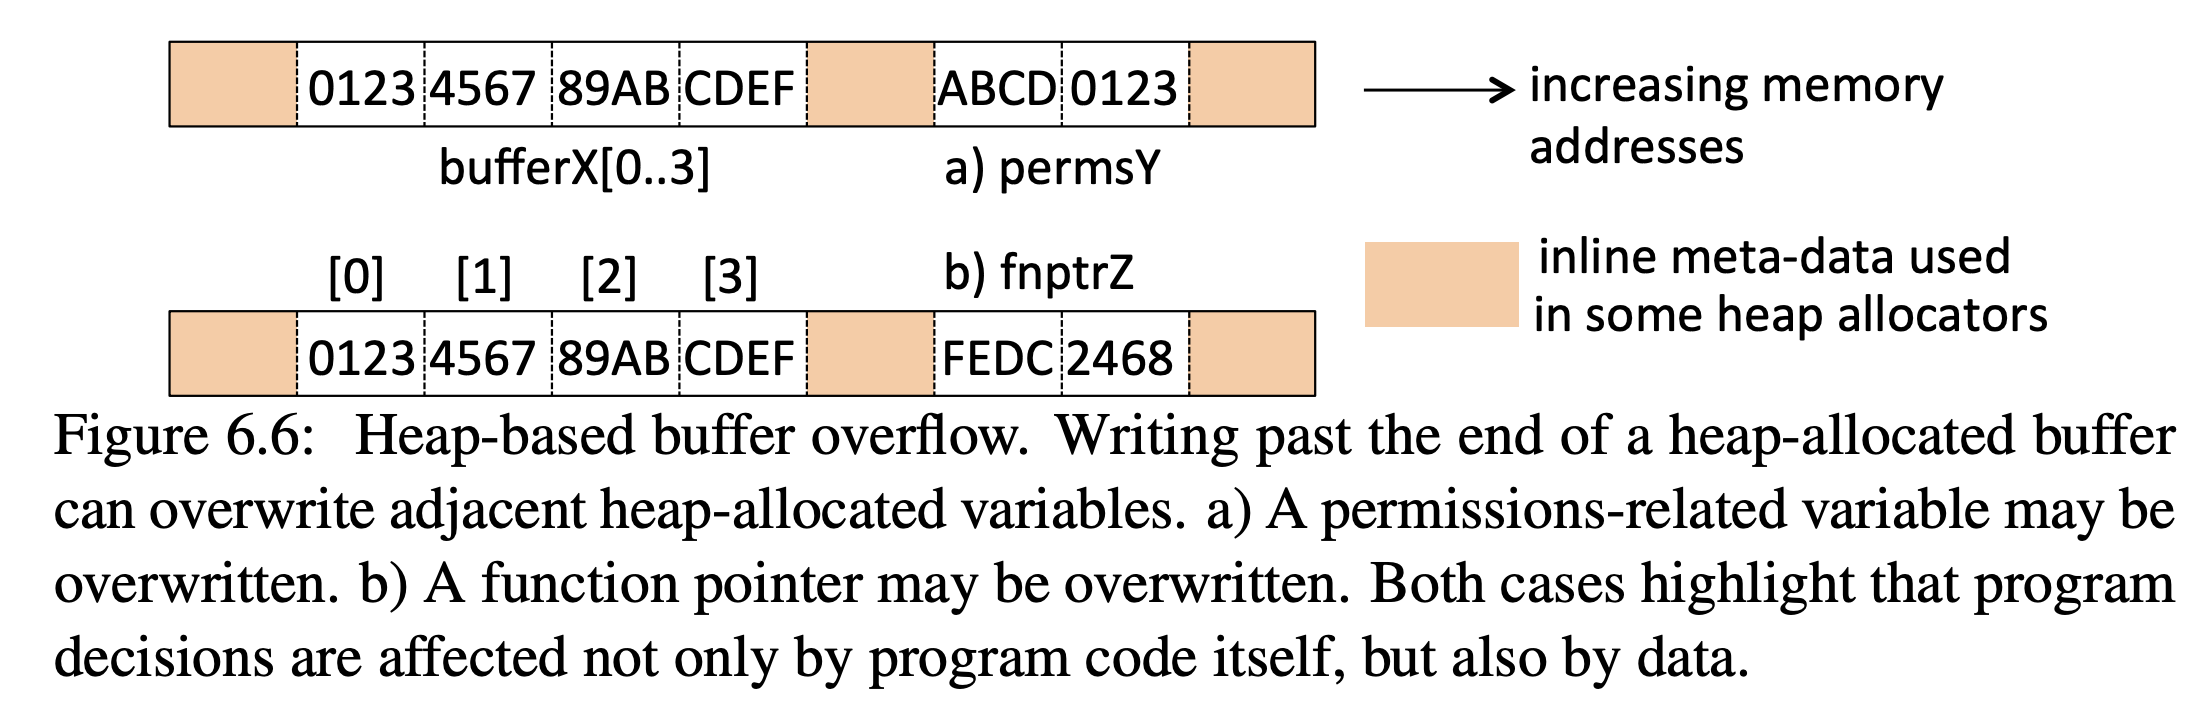 0123 4567 89AB CDEF ABCD 0123
increasing memory
addresses
bufferX[0..3] a) permsY
[0] [1] [2] [3] b) fnptrZ
inline meta-data used
in some heap allocators
0123 4567 89AB CDEF FEDC 2468
Figure 6.6: Heap-based buffer overflow. Writing past the end of a heap-allocated buffer
can overwrite adjacent heap-allocated variables. a) A permissions-related variable may be
overwritten. b) A function pointer may be overwritten. Both cases highlight that program
decisions are affected not only by program code itself, but also by data.